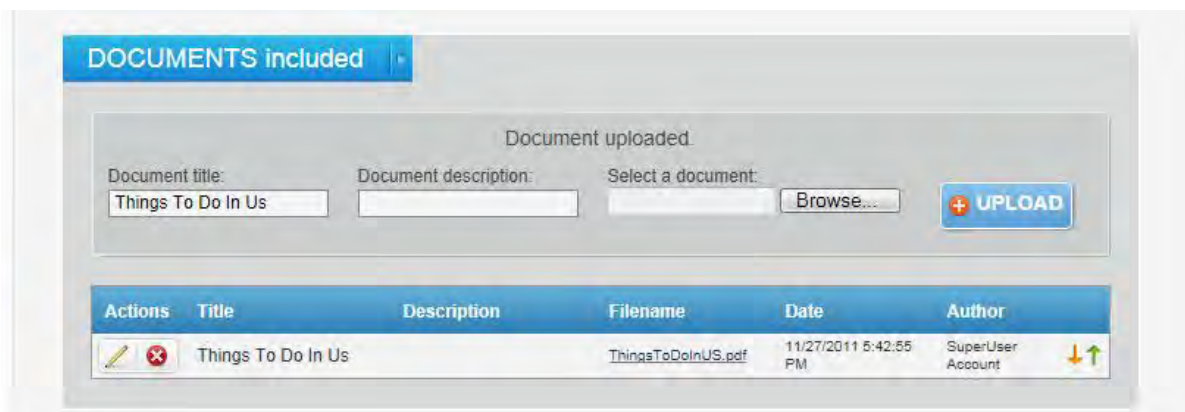 DOCUMENTS included
Document uploaded.
Document title: Document description: Select a document:
Things To Do In Us Browse... UPLOAD
Actions Title Description Filename Date Author
Things To Do In Us ThingsToDoInUS.pdf 11/27/2011 5:42:55 PM SuperUser Account